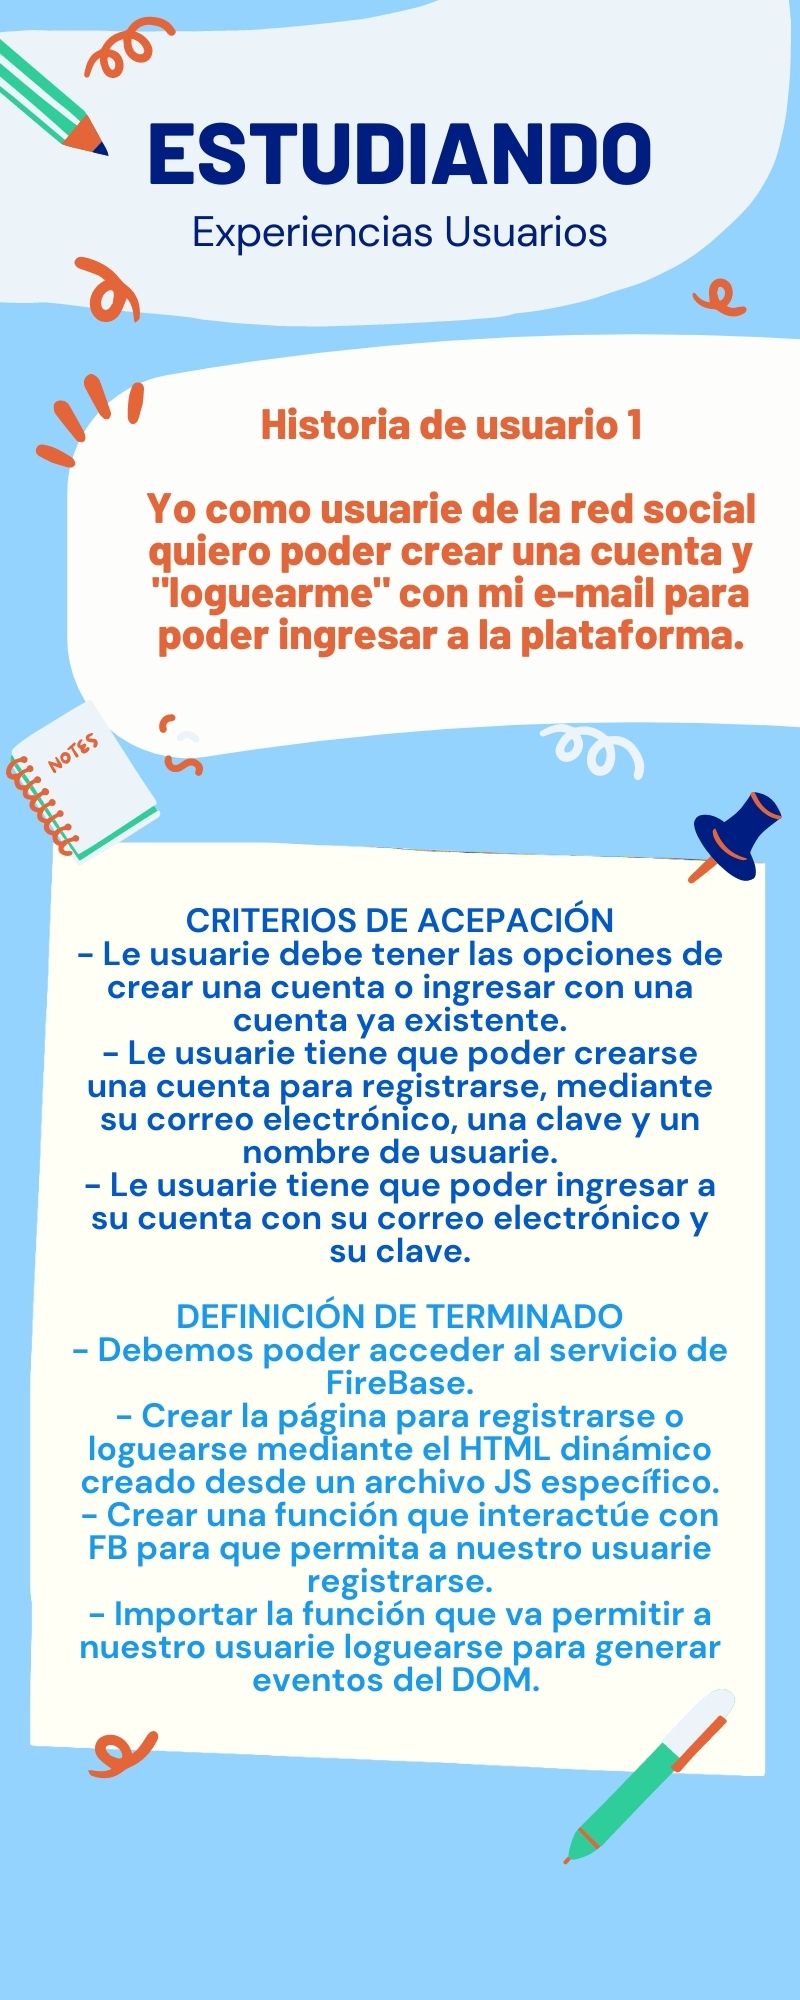 ESTUDIANDO
Experiencias Usuarios
Historia de usuario 1
Yo como usuarie de la red social
quiero poder crear una cuenta y
"loguearme" con mi e-mail para
poder ingresar a la plataforma.
NOTES
CRITERIOS DE ACEPACIÓN
- Le usuarie debe tener las opciones de
crear una cuenta o ingresar con una
cuenta ya existente.
- Le usuarie tiene que poder crearse
una cuenta para registrarse, mediante
su correo electrónico, una clave y un
nombre de usuarie.
- Le usuarie tiene que poder ingresar a
su cuenta con su correo electrónico y
su clave.
DEFINICIÓN DE TERMINADO
- Debemos poder acceder al servicio de
FireBase.
- Crear la página para registrarse o
loguearse mediante el HTML dinámico
creado desde un archivo JS específico.
- Crear una función que interactúe con
FB para que permita a nuestro usuarie
registrarse.
- Importar la función que va permitir a
nuestro usuarie loguearse para generar
eventos del DOM.